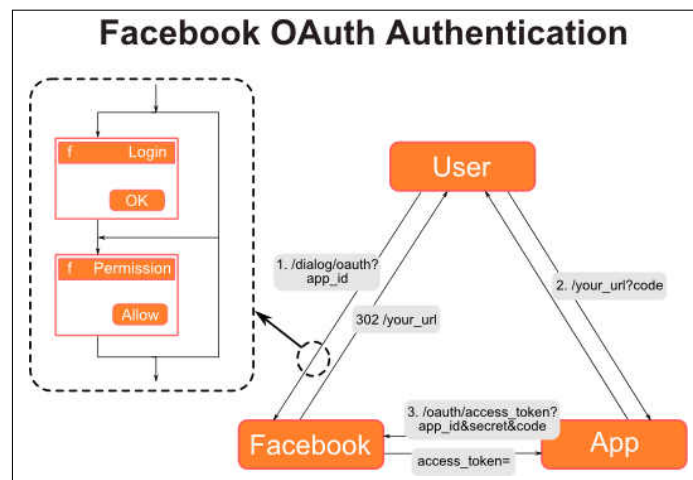 Facebook OAuth Authentication
f Login
OK
f Permission
Allow
User
1. /dialog/oauth?
app_id
302 /your_url
2. /your_url?code
3. /oauth/access_token?
app_id&secret&code
Facebook
access_token=
App